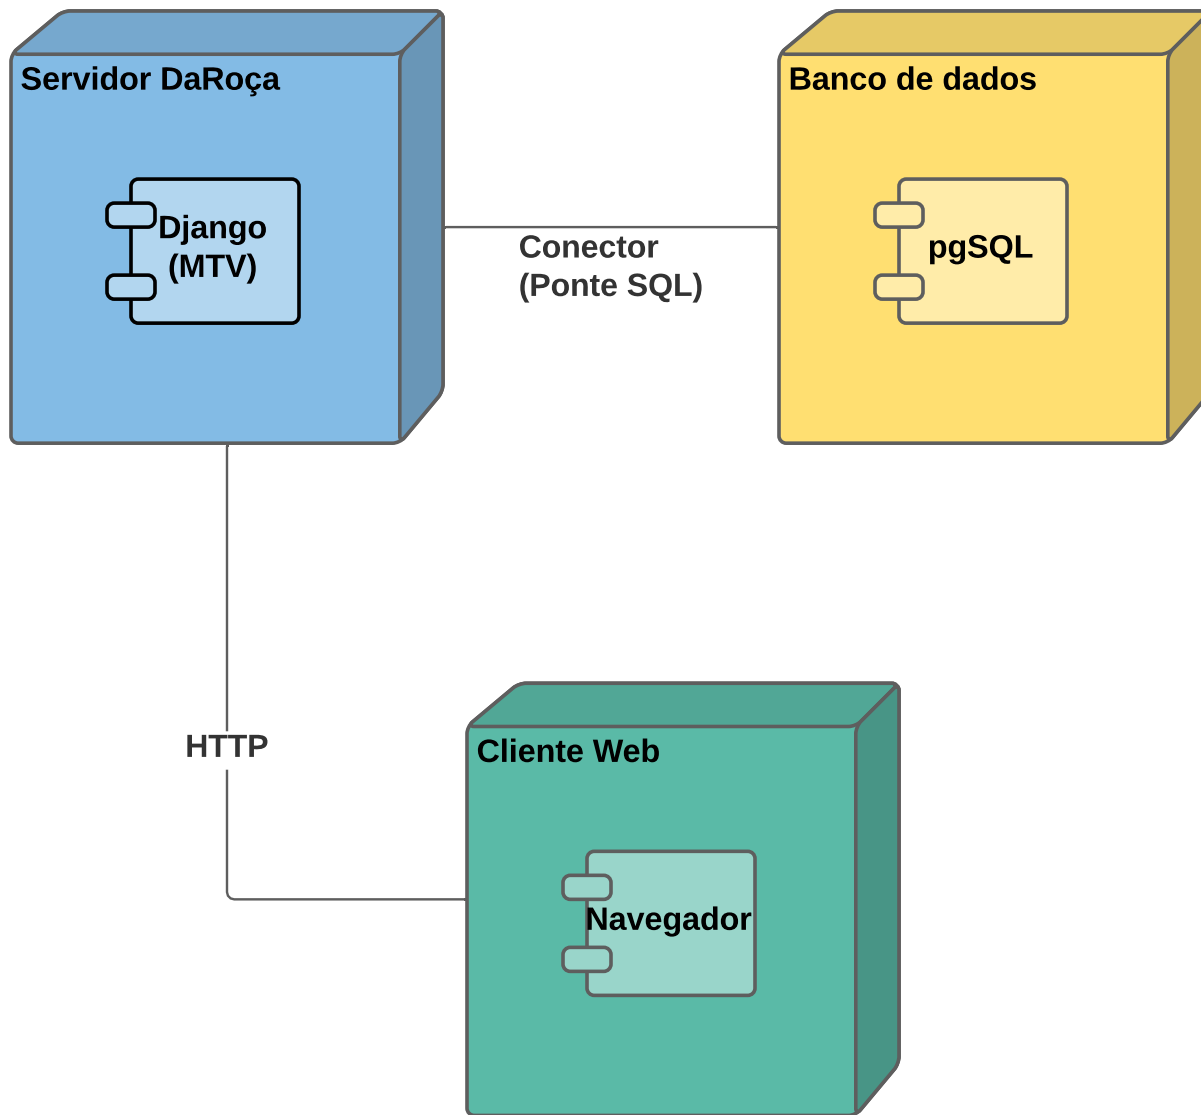 Servidor DaRoça
Banco de dados
Django
(MTV)
Conector
(Ponte SQL)
pgSQL
HTTP
Cliente Web
Navegador